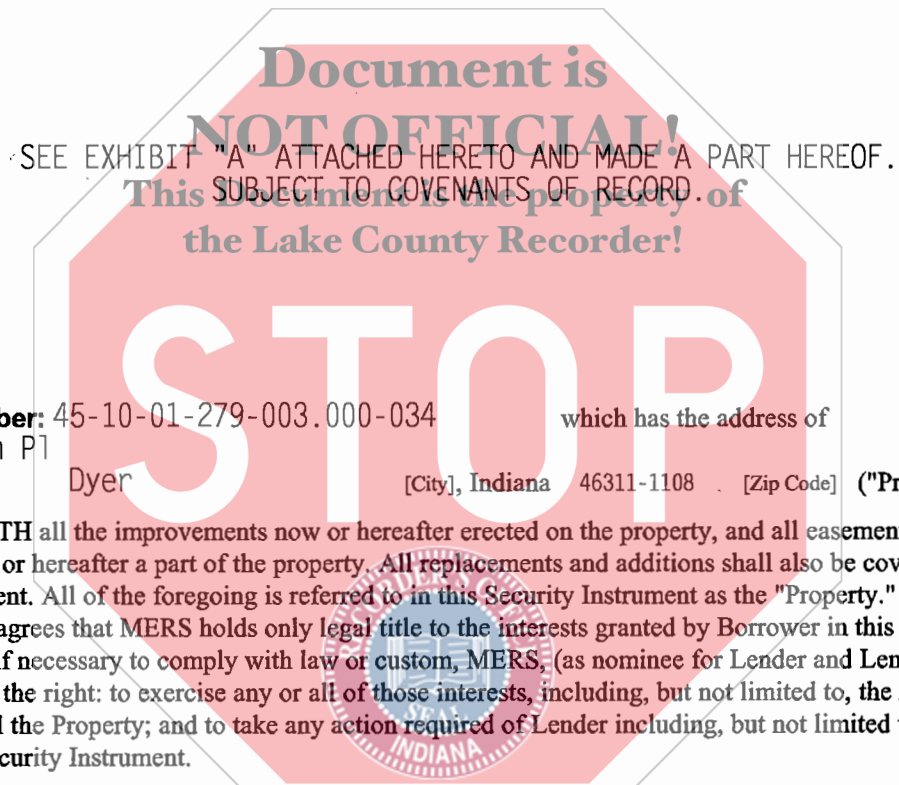 Document is
NOT OFFICIAL!
SEE EXHIBIT "A" ATTACHED HERETO AND MADE A PART HEREOF.
SUBJECT TO COVENANTS OF RECORD.
This Document is the property of
the Lake County Recorder!
STOP
ber: 45-10-01-279-003.000-034 which has the address of
n Pl
Dyer [City], Indiana 46311-1108 . [Zip Code] ("Pr
TH all the improvements now or hereafter erected on the property, and all easement
or hereafter a part of the property. All replacements and additions shall also be cov
ent. All of the foregoing is referred to in this Security Instrument as the "Property."
agrees that MERS holds only legal title to the interests granted by Borrower in this
if necessary to comply with law or custom, MERS, (as nominee for Lender and Len
the right: to exercise any or all of those interests, including, but not limited to, the
l the Property; and to take any action required of Lender including, but not limited t
curity Instrument.
RECORDER'S OFFICE
SEAL
INDIANA